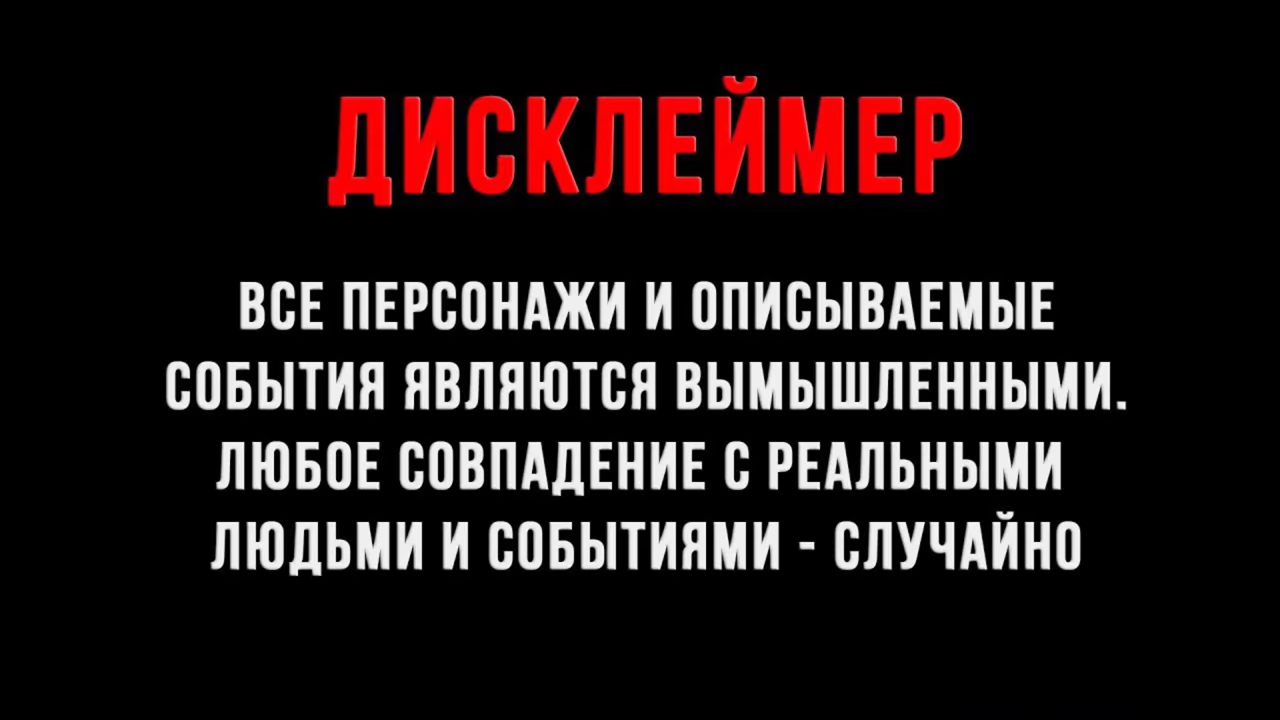 ДИСКЛЕЙМЕР
ВСЕ ПЕРСОНАЖИ И ОПИСЫВАЕМЫЕ
СОБЫТИЯ ЯВЛЯЮТСЯ ВЫМЫШЛЕННЫМИ.
ЛЮБОЕ СОВПАДЕНИЕ С РЕАЛЬНЫМИ
ЛЮДЬМИ И СОБЫТИЯМИ - СЛУЧАЙНО